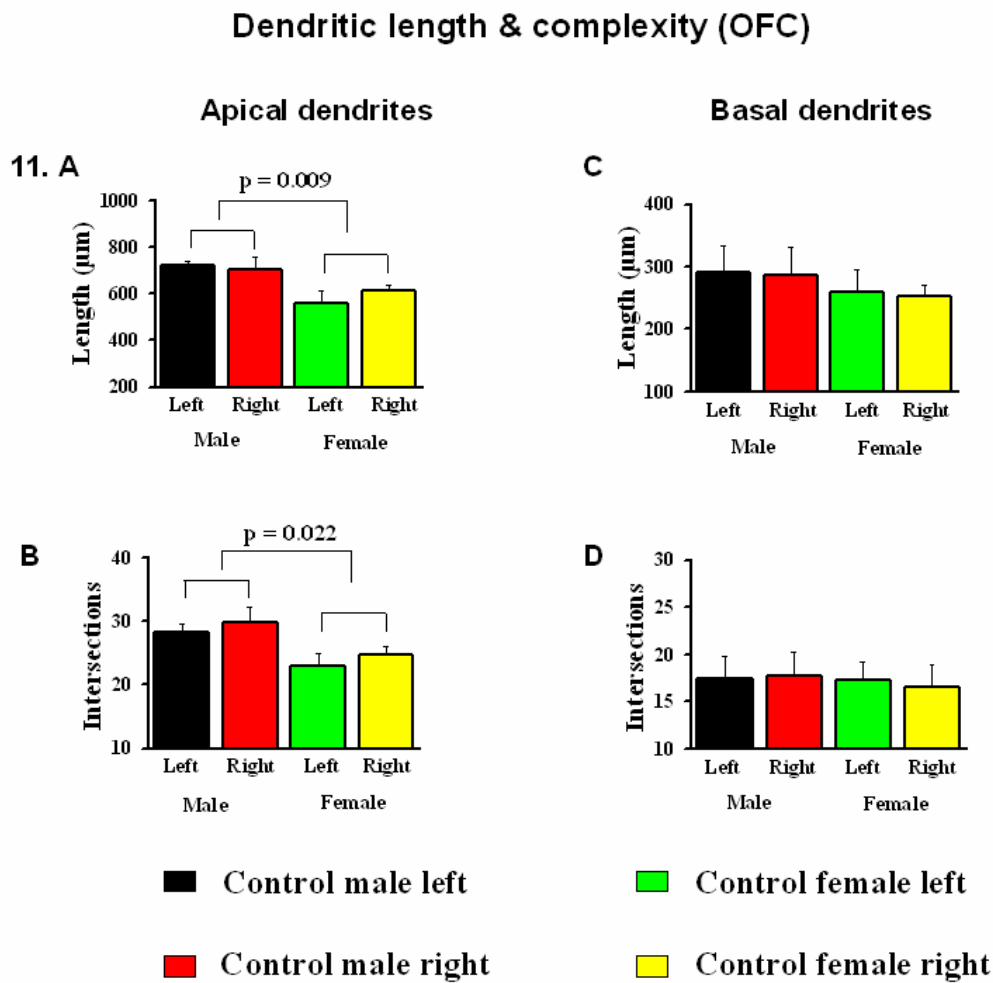 Dendritic length & complexity (OFC)
Apical dendrites
Basal dendrites
11. A
p = 0.009
1000
800
600
400
200
Length (µm)
Left Right Left Right
Male Female
C
400
300
200
100
Length (µm)
Left Right Left Right
Male Female
B
p = 0.022
40
30
20
10
Intersections
Left Right Left Right
Male Female
D
30
25
20
15
10
Intersections
Left Right Left Right
Male Female
Control male left
Control female left
Control male right
Control female right